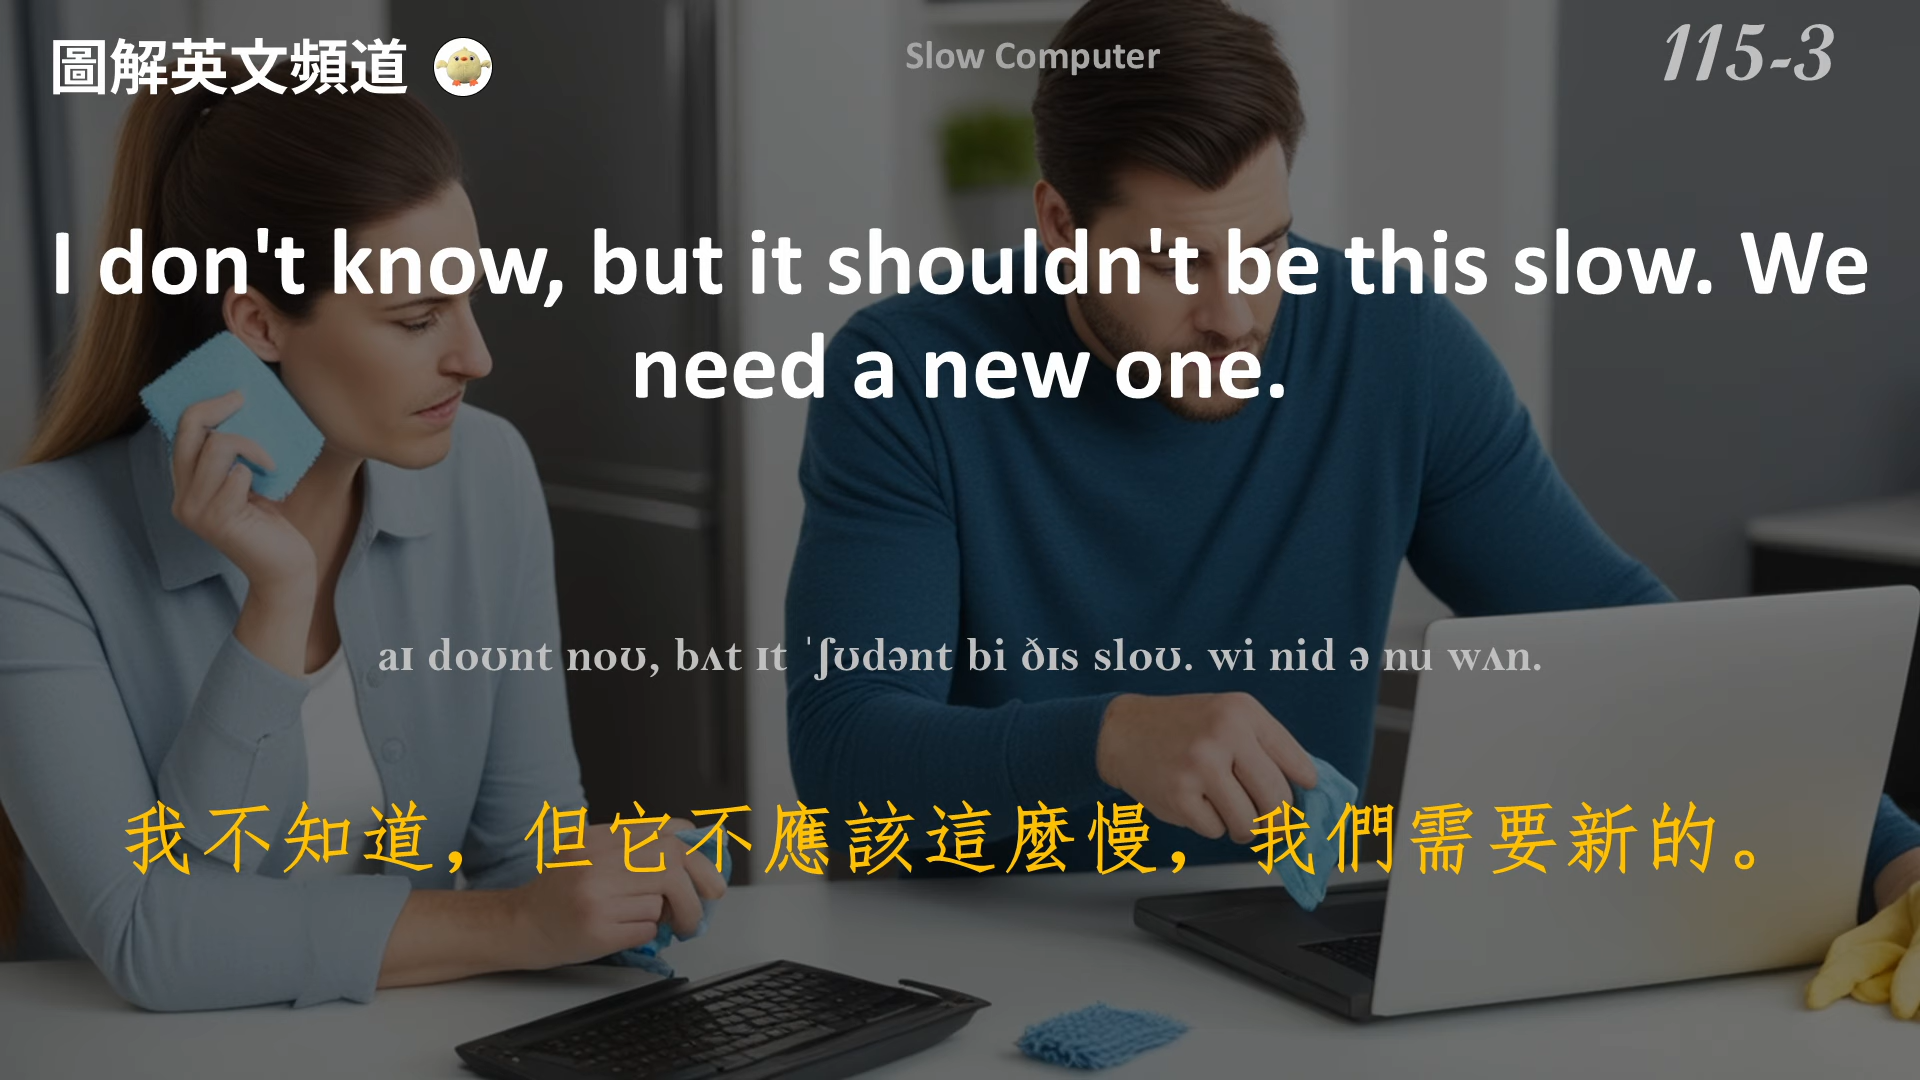 圖解英文頻道
Slow Computer
115-3
I don't know, but it shouldn't be this slow. We
need a new one.
aɪ doʊnt noʊ, bʌt ɪt ˈʃʊdənt bi ðɪs sloʊ. wi nid ə nu wʌn.
我不知道，但它不應該這麼慢，我們需要新的。